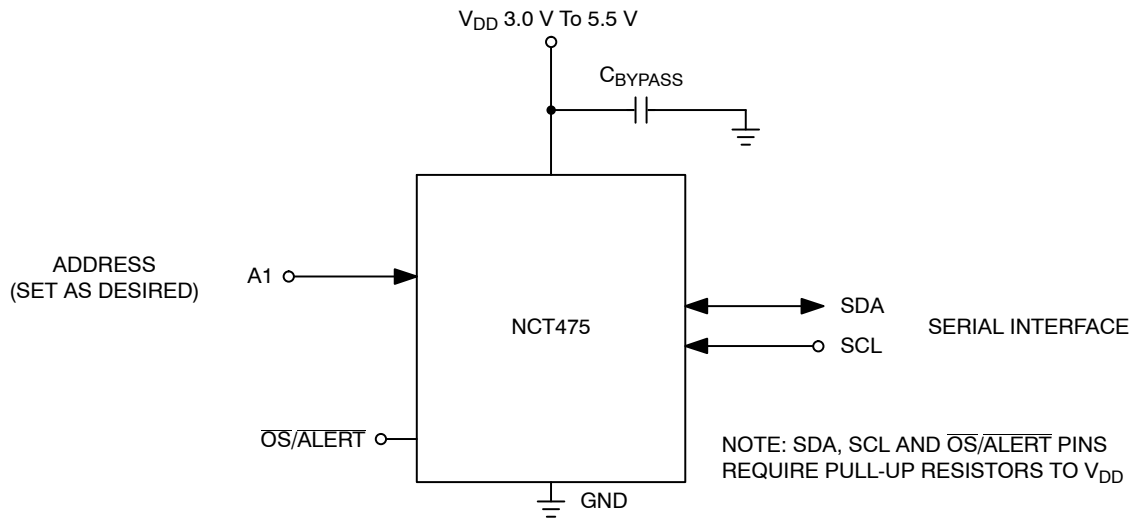 V_DD 3.0 V To 5.5 V
C_BYPASS
ADDRESS
(SET AS DESIRED)
A1
NCT475
SDA
SCL
SERIAL INTERFACE
OS/ALERT
NOTE: SDA, SCL AND OS/ALERT PINS
REQUIRE PULL-UP RESISTORS TO V_DD
GND